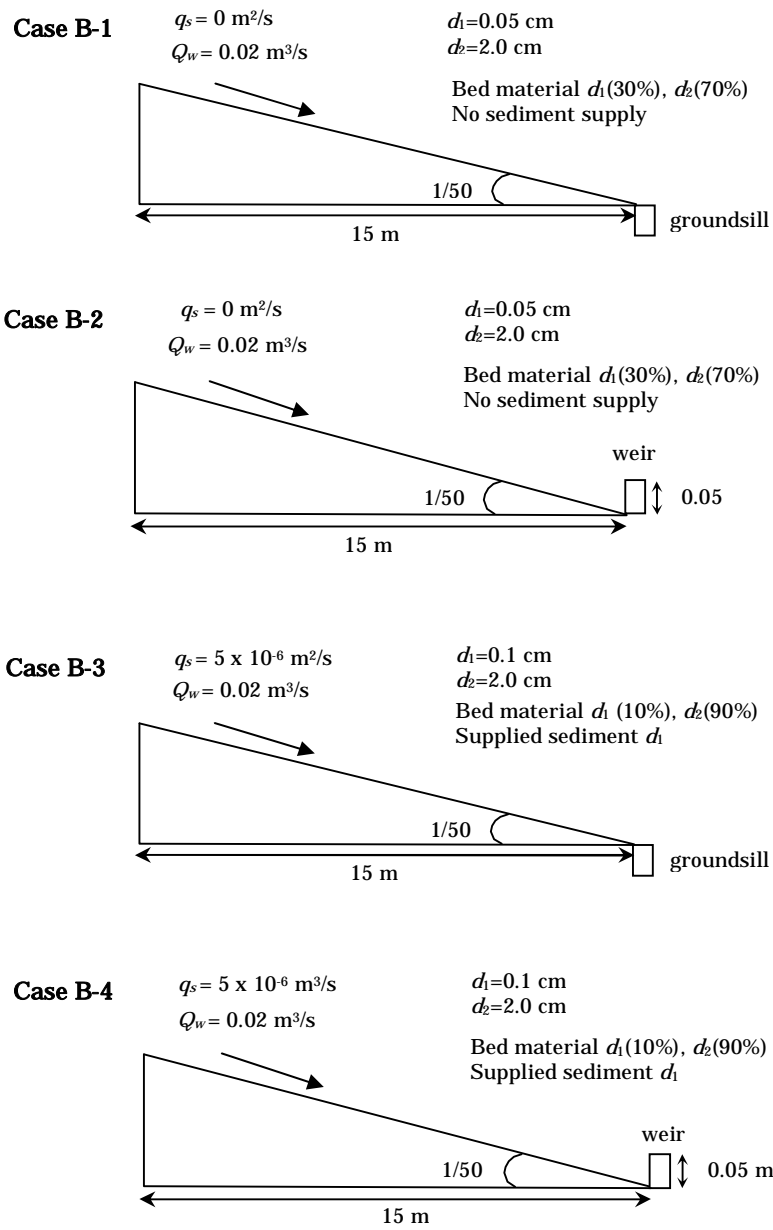 Case B-1
qs = 0 m²/s
Qw = 0.02 m³/s
d1=0.05 cm
d2=2.0 cm
Bed material d1(30%), d2(70%)
No sediment supply
1/50
15 m
groundsill
Case B-2
qs = 0 m²/s
Qw = 0.02 m³/s
d1=0.05 cm
d2=2.0 cm
Bed material d1(30%), d2(70%)
No sediment supply
weir
1/50
0.05
15 m
Case B-3
qs = 5 x 10⁻⁶ m²/s
Qw = 0.02 m³/s
d1=0.1 cm
d2=2.0 cm
Bed material d1 (10%), d2(90%)
Supplied sediment d1
1/50
15 m
groundsill
Case B-4
qs = 5 x 10⁻⁶ m³/s
Qw = 0.02 m³/s
d1=0.1 cm
d2=2.0 cm
Bed material d1(10%), d2(90%)
Supplied sediment d1
weir
1/50
0.05 m
15 m